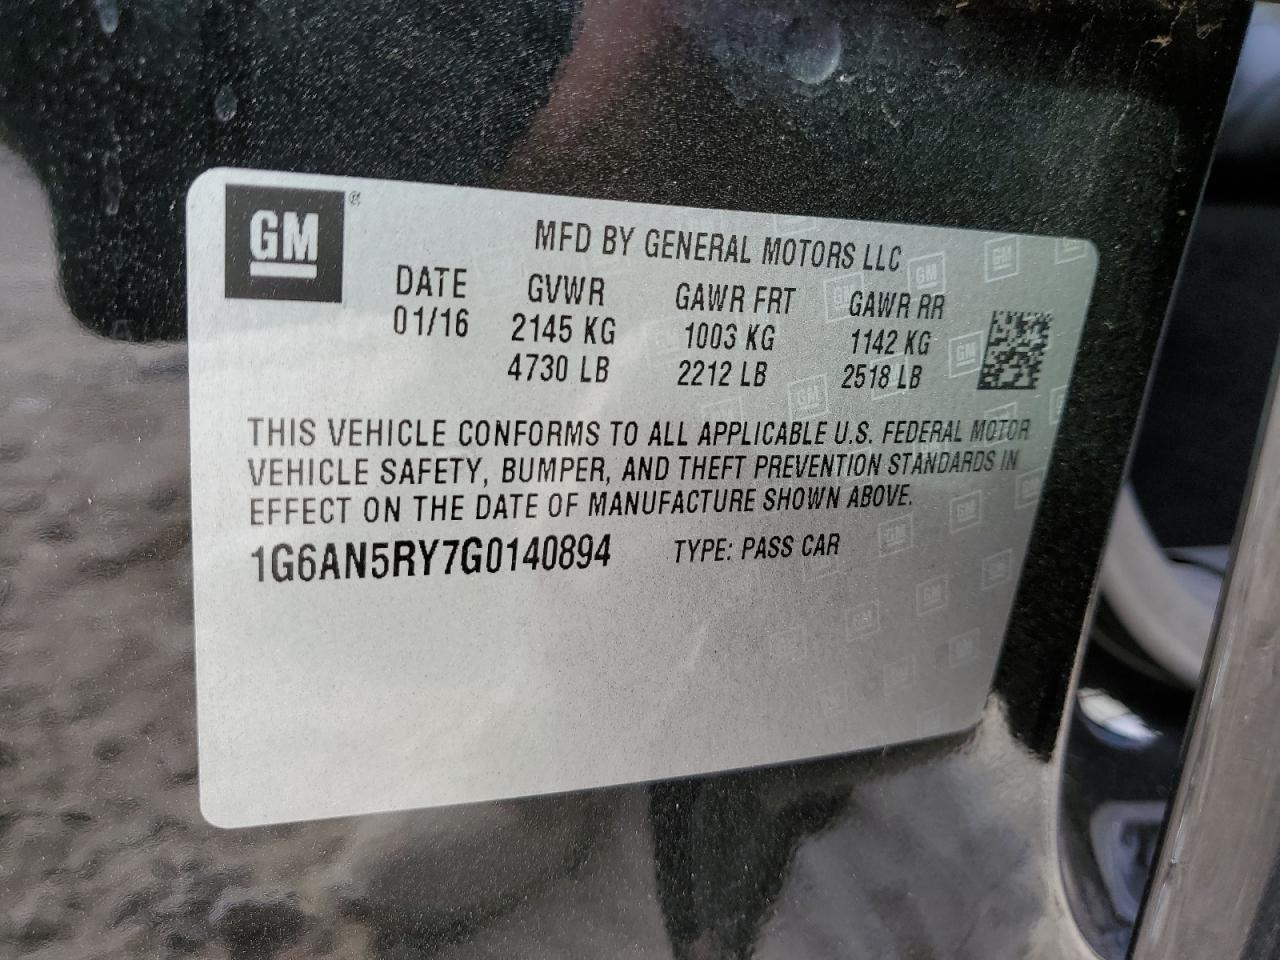 GM ®
MFD BY GENERAL MOTORS LLC
DATE GVWR GAWR FRT GAWR RR
01/16 2145 KG 1003 KG 1142 KG
4730 LB 2212 LB 2518 LB
THIS VEHICLE CONFORMS TO ALL APPLICABLE U.S. FEDERAL MOTOR
VEHICLE SAFETY, BUMPER, AND THEFT PREVENTION STANDARDS IN
EFFECT ON THE DATE OF MANUFACTURE SHOWN ABOVE.
1G6AN5RY7G0140894 TYPE: PASS CAR